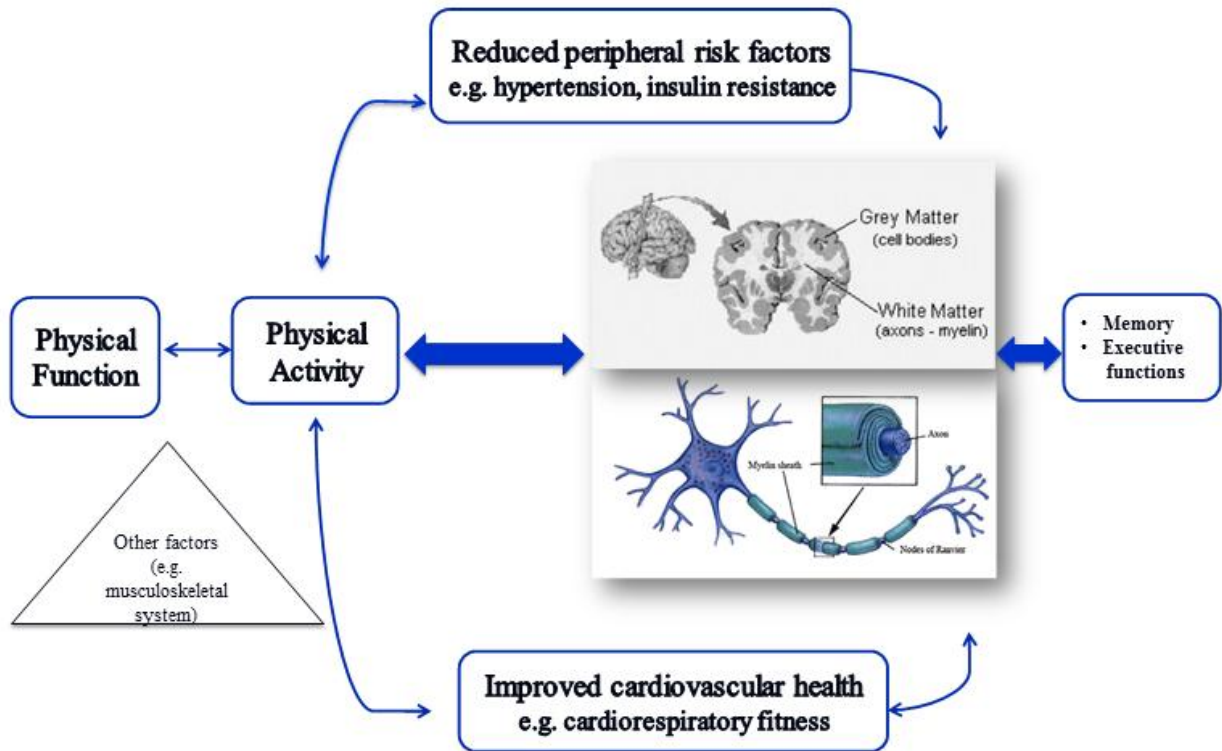 Reduced peripheral risk factors
e.g. hypertension, insulin resistance
Grey Matter
(cell bodies)
White Matter
(axons - myelin)
Physical
Function
Physical
Activity
• Memory
• Executive
functions
Axon
Myelin sheath
Nodes of Ranvier
Other factors
(e.g.
musculoskeletal
system)
Improved cardiovascular health
e.g. cardiorespiratory fitness